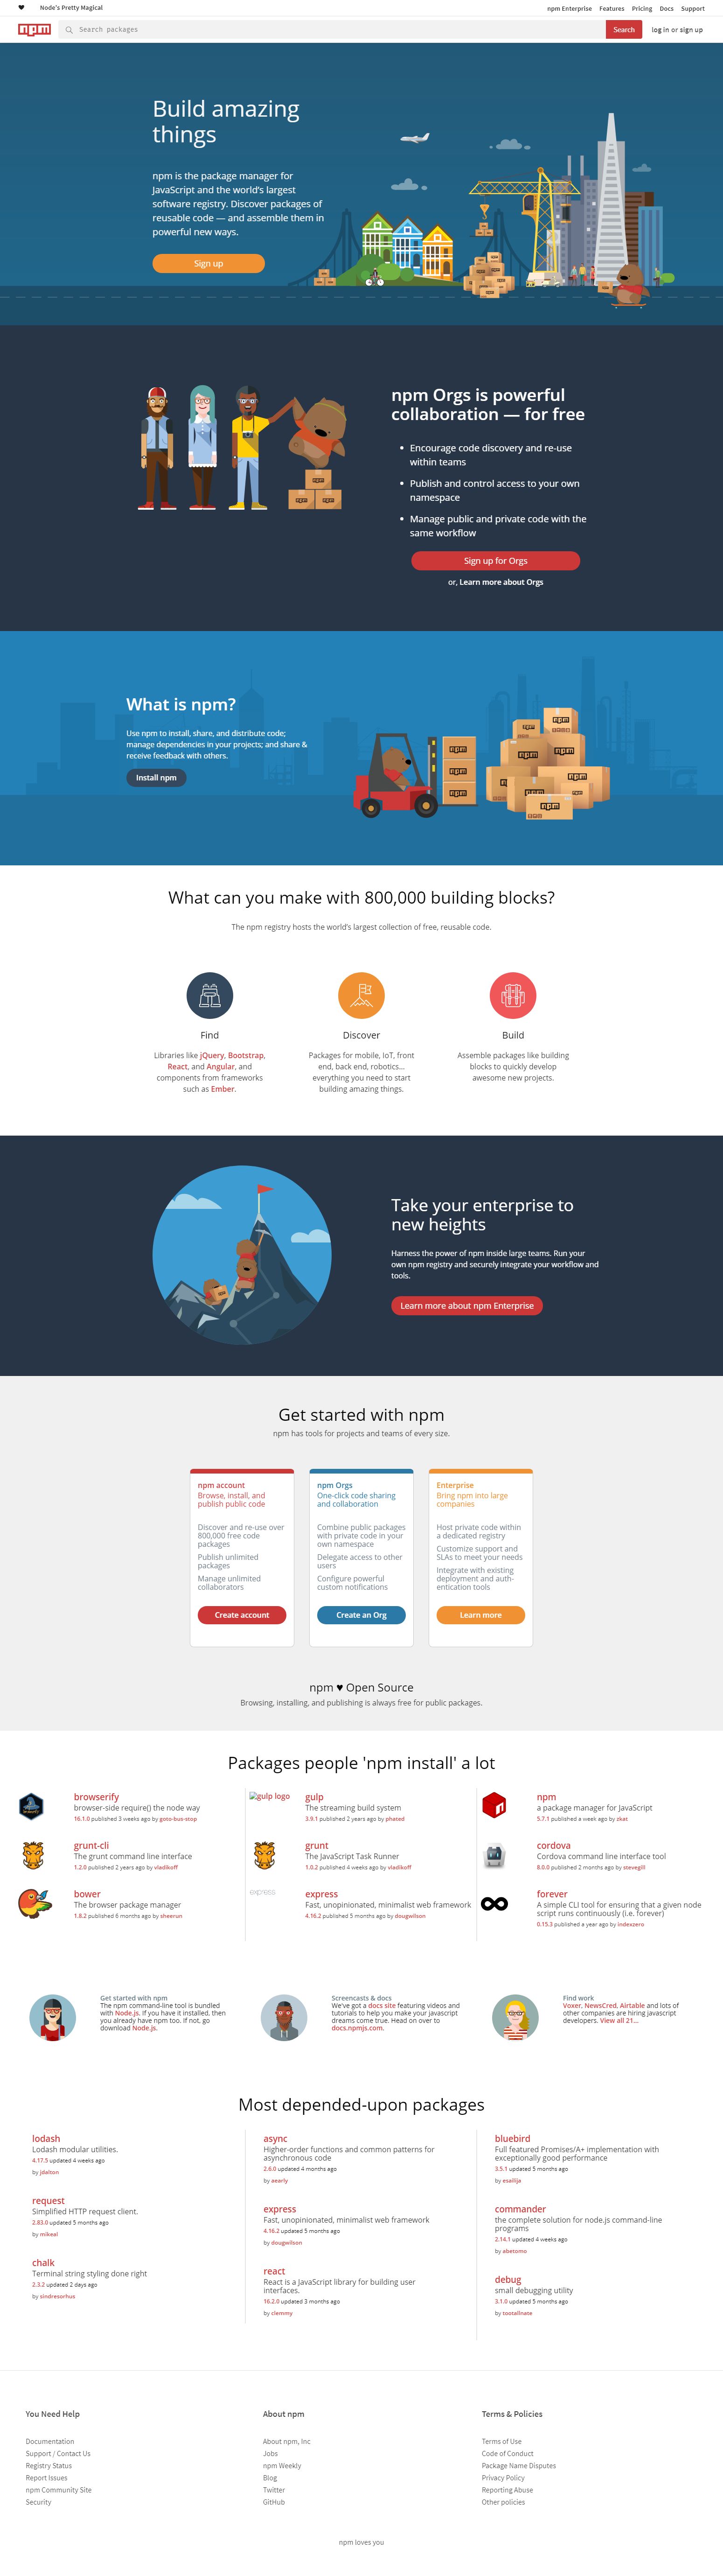 ❤ Node's Pretty Magical
npm Enterprise Features Pricing Docs Support
npm Search packages Search log in or sign up
Build amazing
things
npm is the package manager for
JavaScript and the world's largest
software registry. Discover packages of
reusable code — and assemble them in
powerful new ways.
Sign up
npm Orgs is powerful
collaboration — for free
• Encourage code discovery and re-use
within teams
• Publish and control access to your own
namespace
• Manage public and private code with the
same workflow
Sign up for Orgs
or, Learn more about Orgs
What is npm?
Use npm to install, share, and distribute code;
manage dependencies in your projects; and share &
receive feedback with others.
Install npm
What can you make with 800,000 building blocks?
The npm registry hosts the world's largest collection of free, reusable code.
Find
Libraries like jQuery, Bootstrap,
React, and Angular, and
components from frameworks
such as Ember.
Discover
Packages for mobile, IoT, front
end, back end, robotics…
everything you need to start
building amazing things.
Build
Assemble packages like building
blocks to quickly develop
awesome new projects.
Take your enterprise to
new heights
Harness the power of npm inside large teams. Run your
own npm registry and securely integrate your workflow and
tools.
Learn more about npm Enterprise
Get started with npm
npm has tools for projects and teams of every size.
npm account
Browse, install, and
publish public code
Discover and re-use over
800,000 free code
packages
Publish unlimited
packages
Manage unlimited
collaborators
Create account
npm Orgs
One-click code sharing
and collaboration
Combine public packages
with private code in your
own namespace
Delegate access to other
users
Configure powerful
custom notifications
Create an Org
Enterprise
Bring npm into large
companies
Host private code within
a dedicated registry
Customize support and
SLAs to meet your needs
Integrate with existing
deployment and auth-
entication tools
Learn more
npm ♥ Open Source
Browsing, installing, and publishing is always free for public packages.
Packages people 'npm install' a lot
browserify
browser-side require() the node way
16.1.0 published 3 weeks ago by goto-bus-stop
grunt-cli
The grunt command line interface
1.2.0 published 2 years ago by vladikoff
bower
The browser package manager
1.8.2 published 6 months ago by sheerun
gulp logo
gulp
The streaming build system
3.9.1 published 2 years ago by phated
grunt
The JavaScript Task Runner
1.0.2 published 4 weeks ago by vladikoff
express
express
Fast, unopinionated, minimalist web framework
4.16.2 published 5 months ago by dougwilson
npm
a package manager for JavaScript
5.7.1 published a week ago by zkat
cordova
Cordova command line interface tool
8.0.0 published 2 months ago by stevegill
forever
A simple CLI tool for ensuring that a given node
script runs continuously (i.e. forever)
0.15.3 published a year ago by indexzero
Get started with npm
The npm command-line tool is bundled
with Node.js. If you have it installed, then
you already have npm too. If not, go
download Node.js.
Screencasts & docs
We've got a docs site featuring videos and
tutorials to help you make your javascript
dreams come true. Head on over to
docs.npmjs.com.
Find work
Voxer, NewsCred, Airtable and lots of
other companies are hiring javascript
developers. View all 21…
Most depended-upon packages
lodash
Lodash modular utilities.
4.17.5 updated 4 weeks ago
by jdalton
request
Simplified HTTP request client.
2.83.0 updated 5 months ago
by mikeal
chalk
Terminal string styling done right
2.3.2 updated 2 days ago
by sindresorhus
async
Higher-order functions and common patterns for
asynchronous code
2.6.0 updated 4 months ago
by aearly
express
Fast, unopinionated, minimalist web framework
4.16.2 updated 5 months ago
by dougwilson
react
React is a JavaScript library for building user
interfaces.
16.2.0 updated 3 months ago
by clemmy
bluebird
Full featured Promises/A+ implementation with
exceptionally good performance
3.5.1 updated 5 months ago
by esailija
commander
the complete solution for node.js command-line
programs
2.14.1 updated 4 weeks ago
by abetomo
debug
small debugging utility
3.1.0 updated 5 months ago
by tootallnate
You Need Help
Documentation
Support / Contact Us
Registry Status
Report Issues
npm Community Site
Security
About npm
About npm, Inc
Jobs
npm Weekly
Blog
Twitter
GitHub
Terms & Policies
Terms of Use
Code of Conduct
Package Name Disputes
Privacy Policy
Reporting Abuse
Other policies
npm loves you